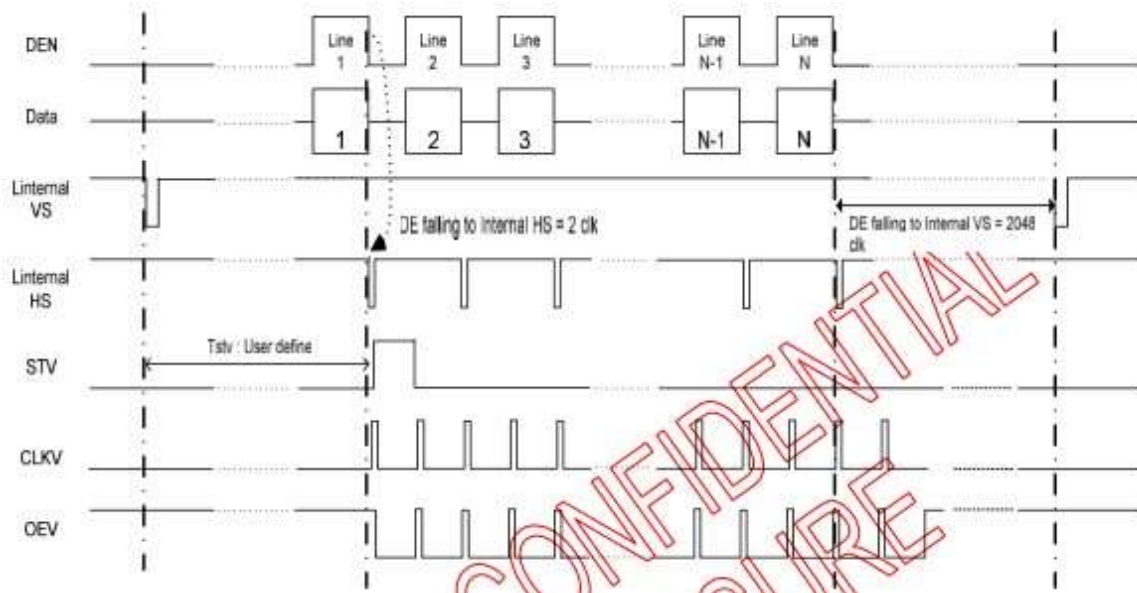 DEN
Line
1
Line
2
Line
3
Line
N-1
Line
N
Data
1
2
3
N-1
N
Linternal
VS
DE falling to Internal HS = 2 clk
DE falling to Internal VS = 2048
clk
Linternal
HS
Tstv : User define
STV
CLKV
OEV
CONFIDENTIAL